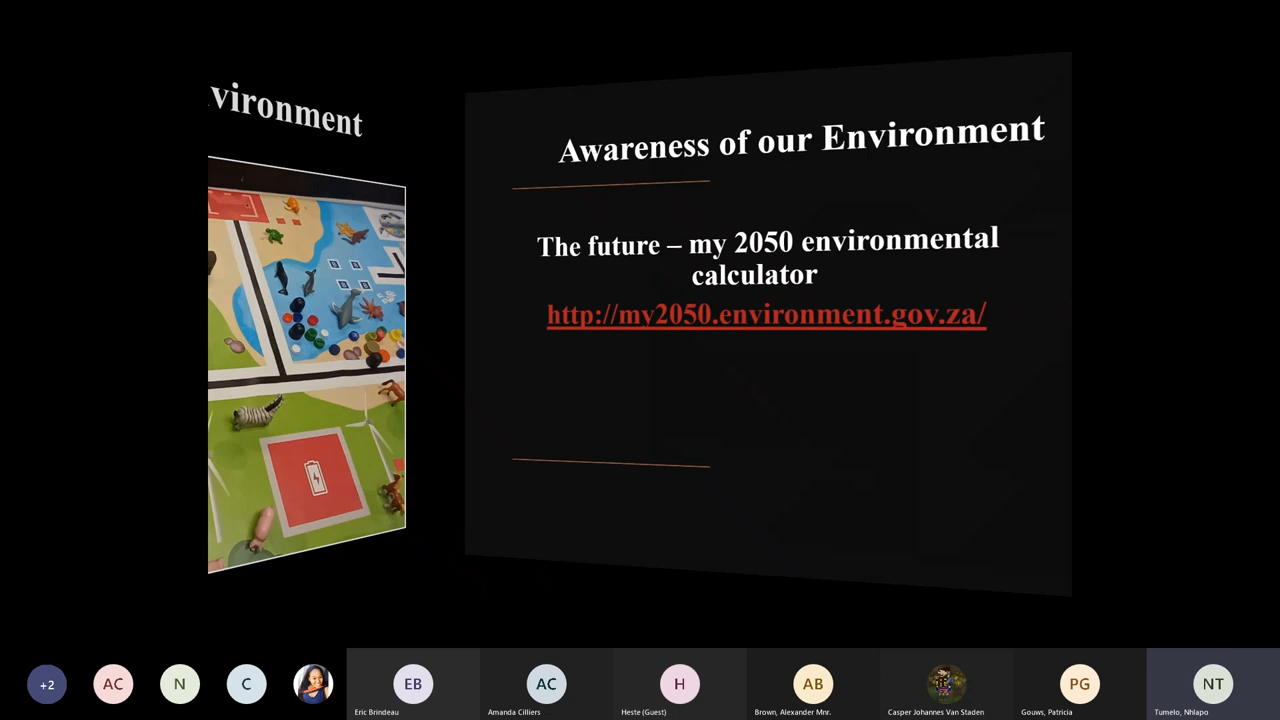 vironment
Awareness of our Environment
The future – my 2050 environmental
calculator
http://my2050.environment.gov.za/
+2
AC
N
C
EB
AC
H
AB
PG
NT
Eric Brindeau
Amanda Cilliers
Heste (Guest)
Brown, Alexander Mnr.
Casper Johannes Van Staden
Gouws, Patricia
Tumelo, Nhlapo